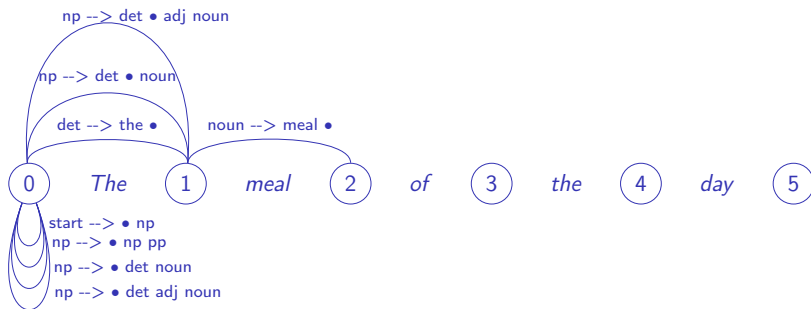 np --> det • adj noun
np --> det • noun
det --> the • noun --> meal •
0 The 1 meal 2 of 3 the 4 day 5
start --> • np
np --> • np pp
np --> • det noun
np --> • det adj noun